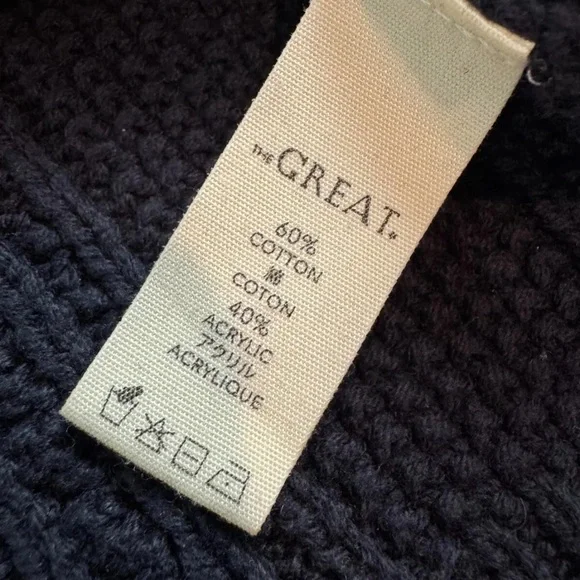 THE GREAT.
60%
COTTON
綿
COTON
40%
ACRYLIC
アクリル
ACRYLIQUE